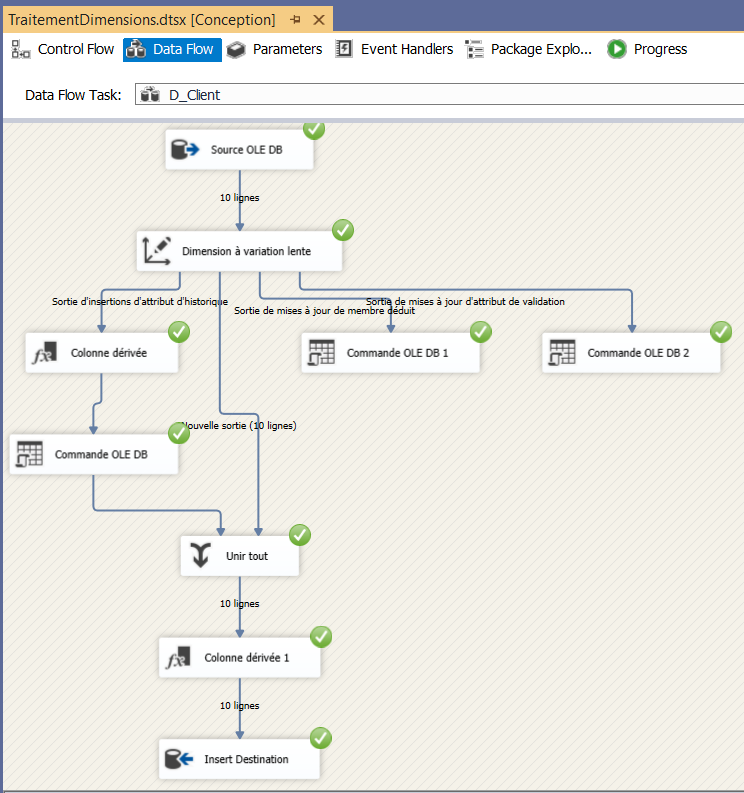 TraitementDimensions.dtsx [Conception]
Control Flow Data Flow Parameters Event Handlers Package Explo... Progress
Data Flow Task: D_Client
Source OLE DB
10 lignes
Dimension à variation lente
Sortie d'insertions d'attribut d'historique
Sortie de mises à jour d'attribut de validation
Sortie de mises à jour de membre déduit
Colonne dérivée
Commande OLE DB 1
Commande OLE DB 2
Nouvelle sortie (10 lignes)
Commande OLE DB
Unir tout
10 lignes
Colonne dérivée 1
10 lignes
Insert Destination